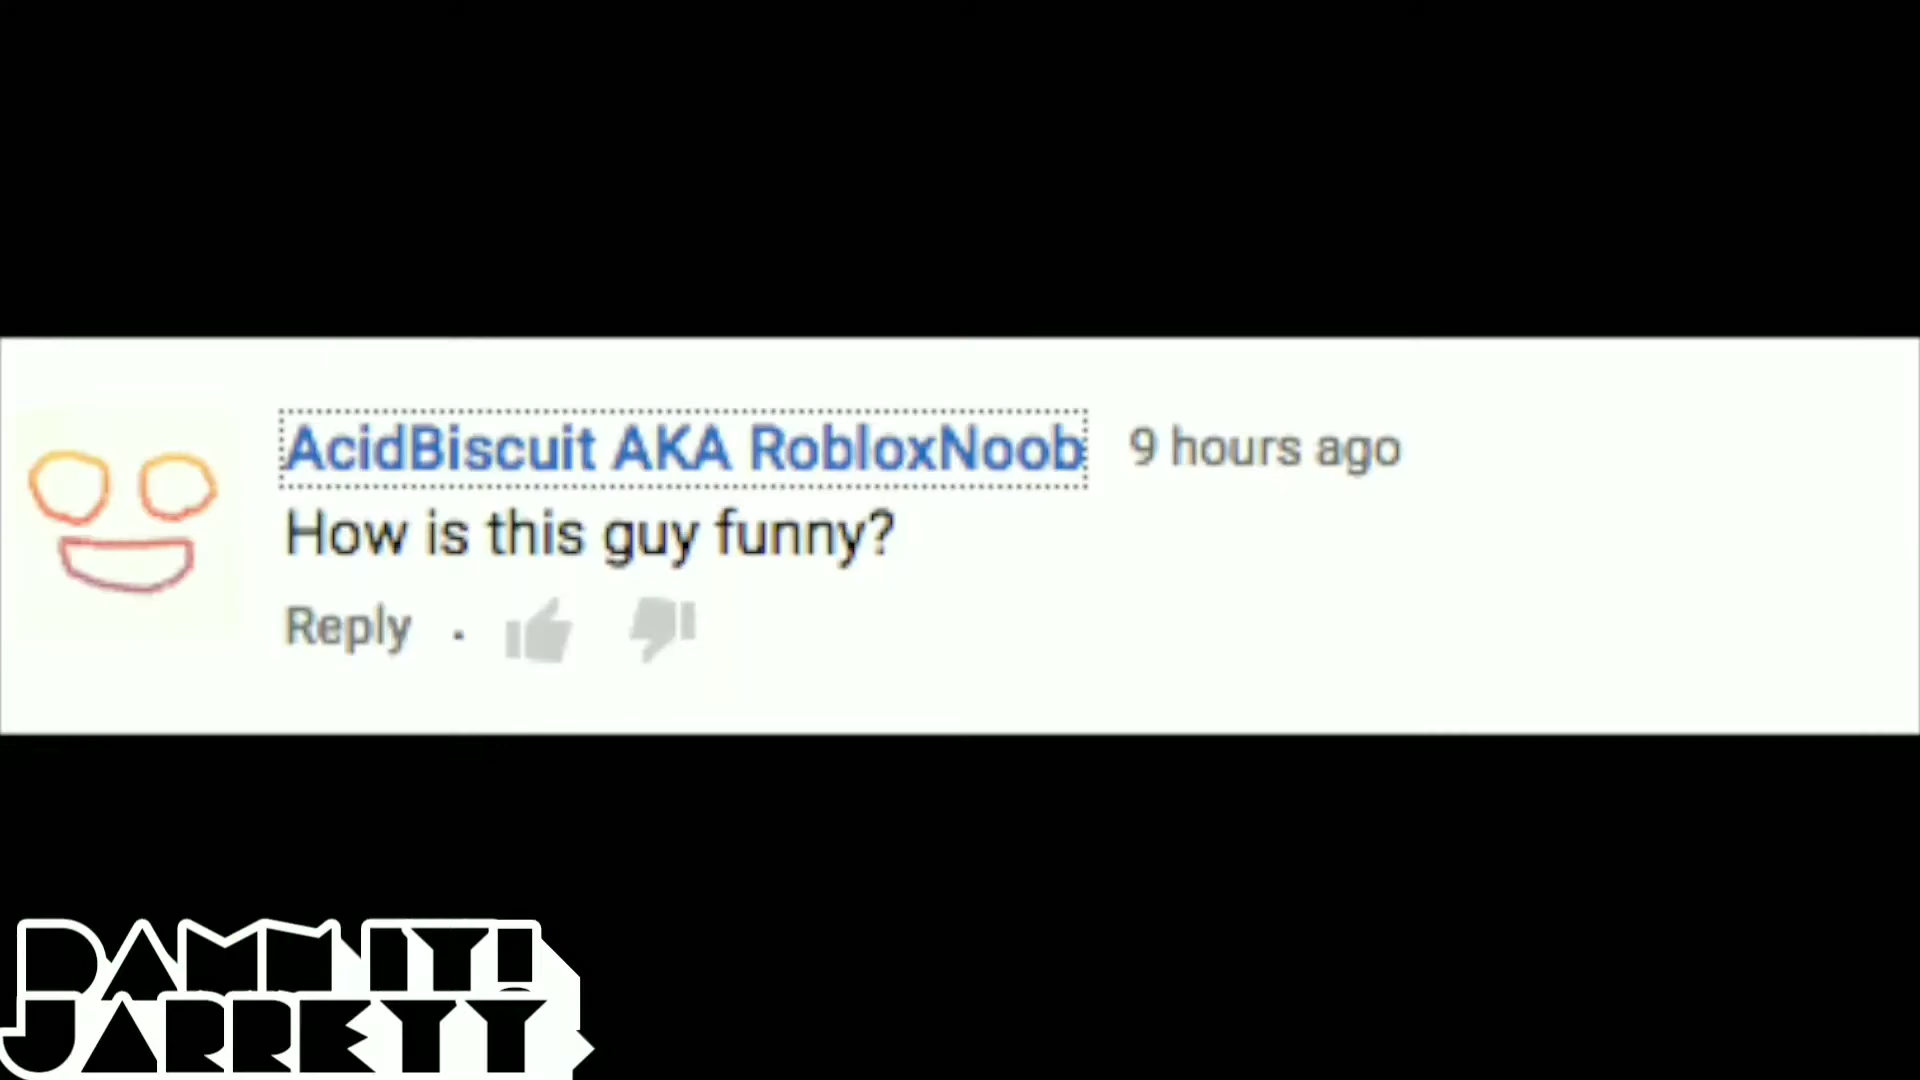 AcidBiscuit AKA RobloxNoob 9 hours ago
How is this guy funny?
Reply .
DAMN IT!
JARRETT